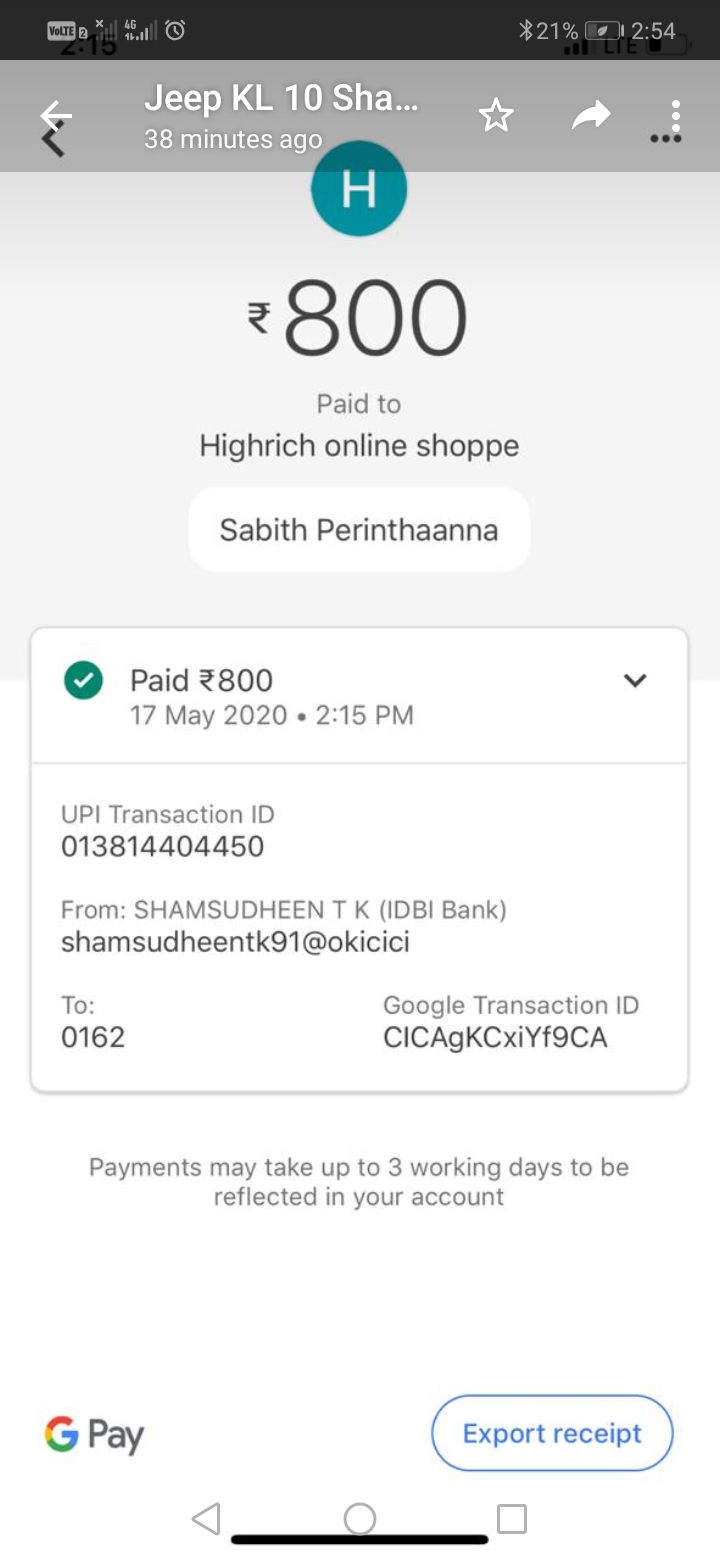 VoLTE 2 4G 21% 2:54
2:15 LTE
Jeep KL 10 Sha...
38 minutes ago
H
₹800
Paid to
Highrich online shoppe
Sabith Perinthaanna
Paid ₹800
17 May 2020 • 2:15 PM
UPI Transaction ID
013814404450
From: SHAMSUDHEEN T K (IDBI Bank)
shamsudheentk91@okicici
To:
0162
Google Transaction ID
CICAgKCxiYf9CA
Payments may take up to 3 working days to be
reflected in your account
G Pay
Export receipt